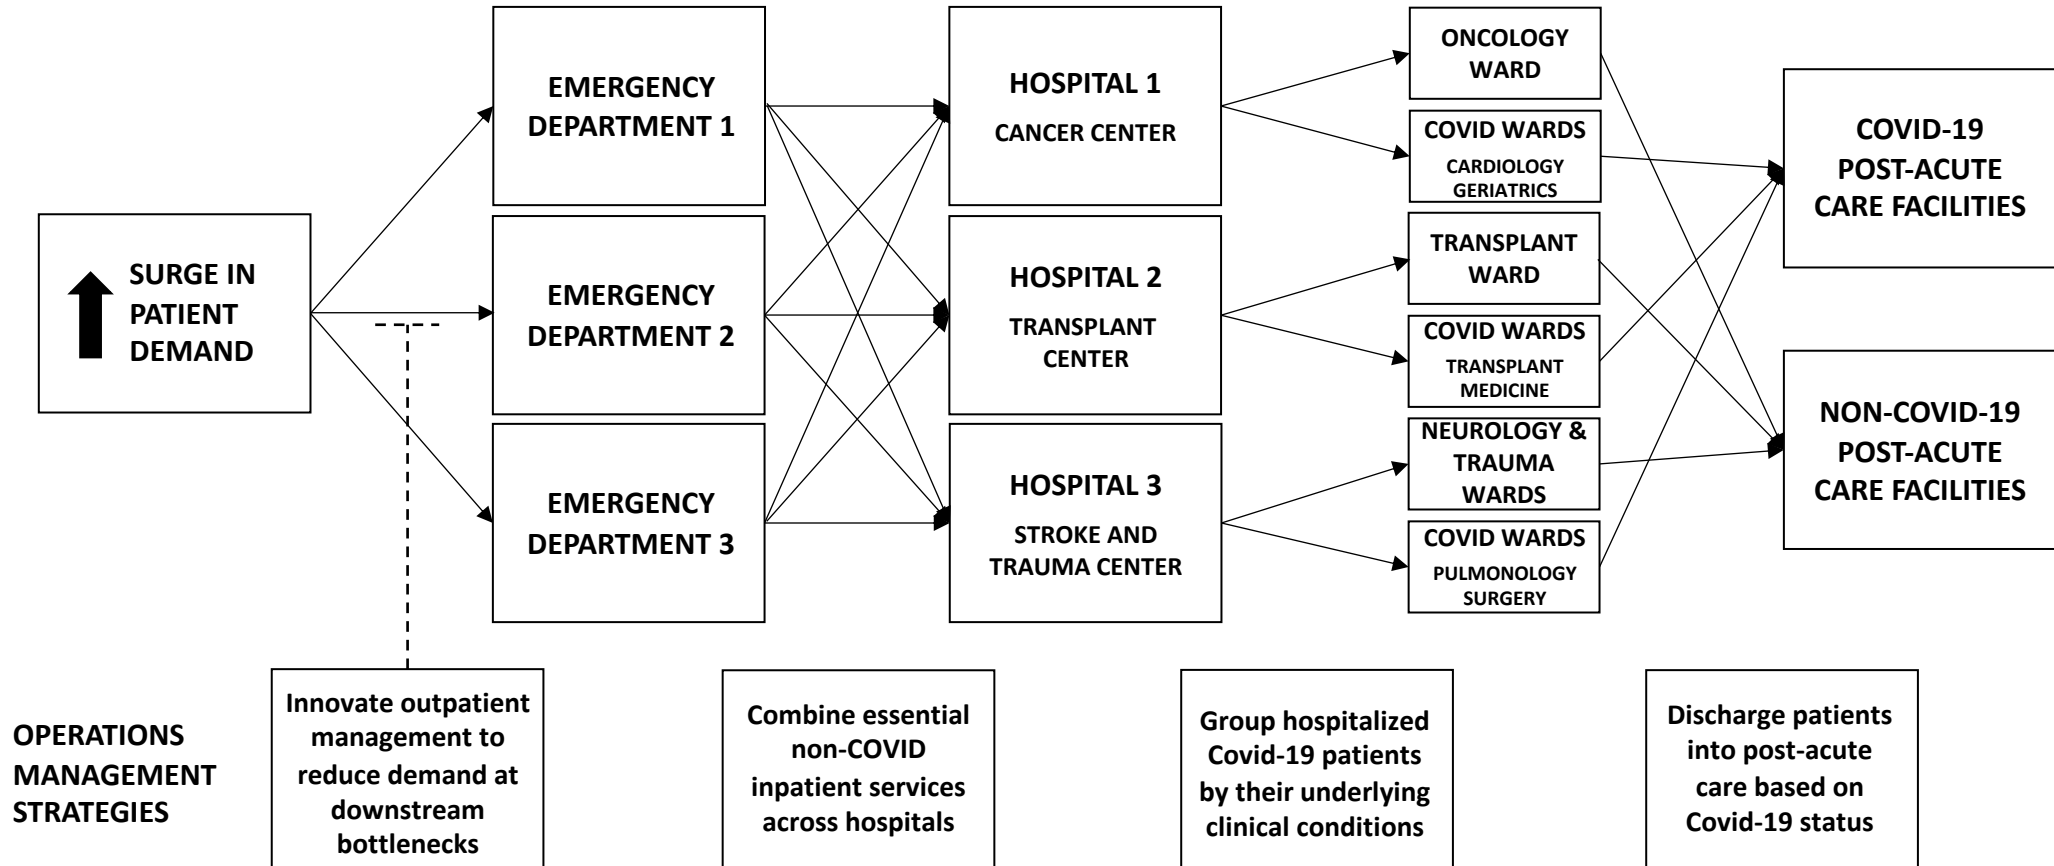 SURGE IN
PATIENT
DEMAND
EMERGENCY
DEPARTMENT 1
EMERGENCY
DEPARTMENT 2
EMERGENCY
DEPARTMENT 3
HOSPITAL 1
CANCER CENTER
HOSPITAL 2
TRANSPLANT
CENTER
HOSPITAL 3
STROKE AND
TRAUMA CENTER
ONCOLOGY
WARD
COVID WARDS
CARDIOLOGY
GERIATRICS
TRANSPLANT
WARD
COVID WARDS
TRANSPLANT
MEDICINE
NEUROLOGY &
TRAUMA
WARDS
COVID WARDS
PULMONOLOGY
SURGERY
COVID-19
POST-ACUTE
CARE FACILITIES
NON-COVID-19
POST-ACUTE
CARE FACILITIES
OPERATIONS
MANAGEMENT
STRATEGIES
Innovate outpatient
management to
reduce demand at
downstream
bottlenecks
Combine essential
non-COVID
inpatient services
across hospitals
Group hospitalized
Covid-19 patients
by their underlying
clinical conditions
Discharge patients
into post-acute
care based on
Covid-19 status